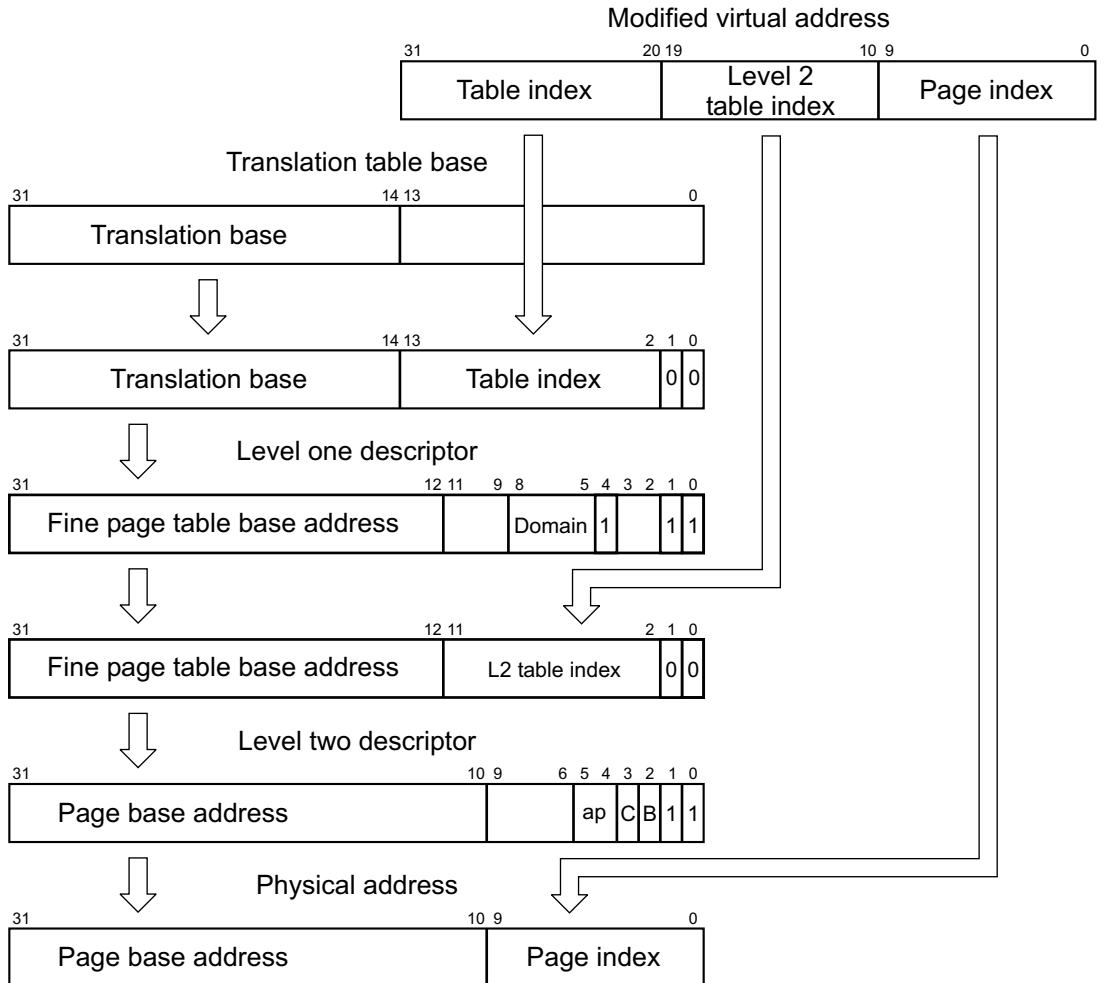 Modified virtual address
31 20 19 10 9 0
Table index Level 2 table index Page index
Translation table base
31 14 13 0
Translation base
31 14 13 2 1 0
Translation base Table index 0 0
Level one descriptor
31 12 11 9 8 5 4 3 2 1 0
Fine page table base address Domain 1 1 1
31 12 11 2 1 0
Fine page table base address L2 table index 0 0
Level two descriptor
31 10 9 6 5 4 3 2 1 0
Page base address ap C B 1 1
Physical address
31 10 9 0
Page base address Page index